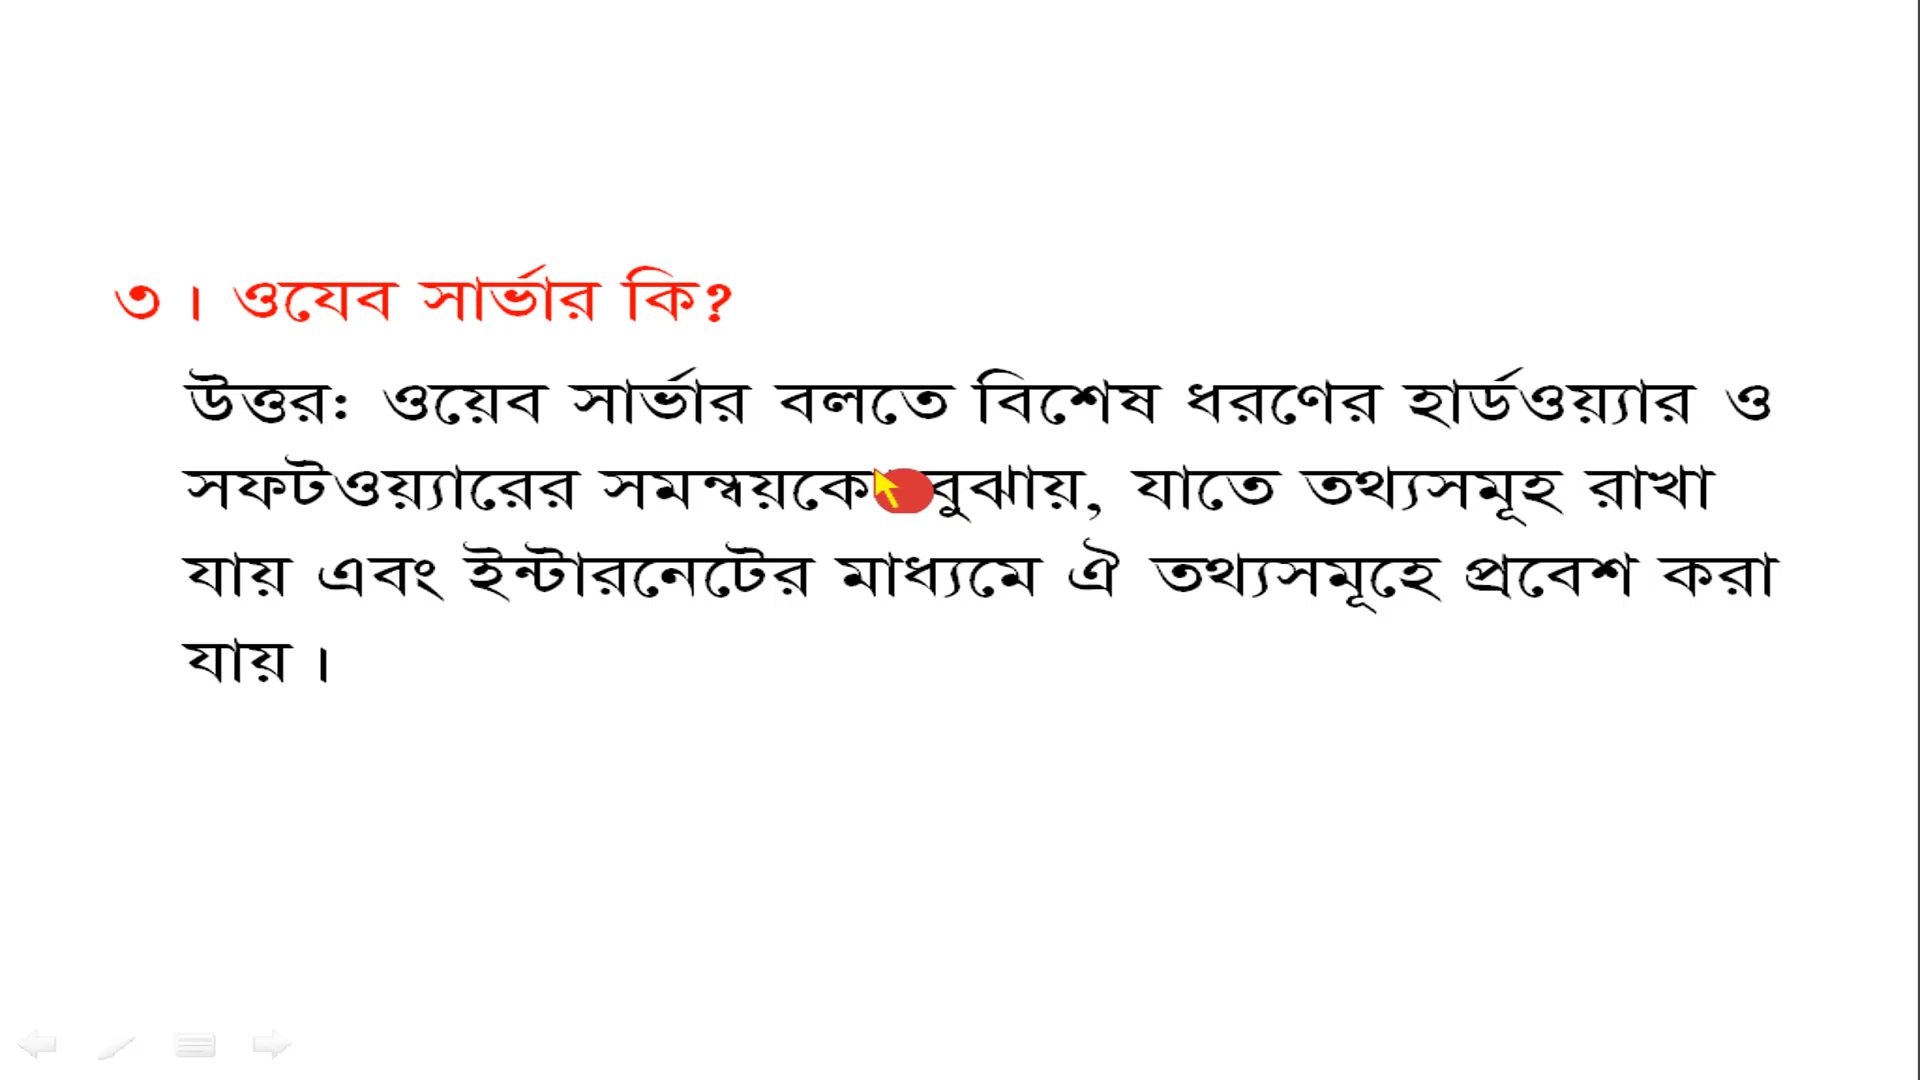 ৩ । ওযেব সার্ভার কি?
উত্তর: ওয়েব সার্ভার বলতে বিশেষ ধরণের হার্ডওয়্যার ও
সফটওয়্যারের সমন্বয়কে বুঝায়, যাতে তথ্যসমূহ রাখা
যায় এবং ইন্টারনেটের মাধ্যমে ঐ তথ্যসমূহে প্রবেশ করা
যায় ।